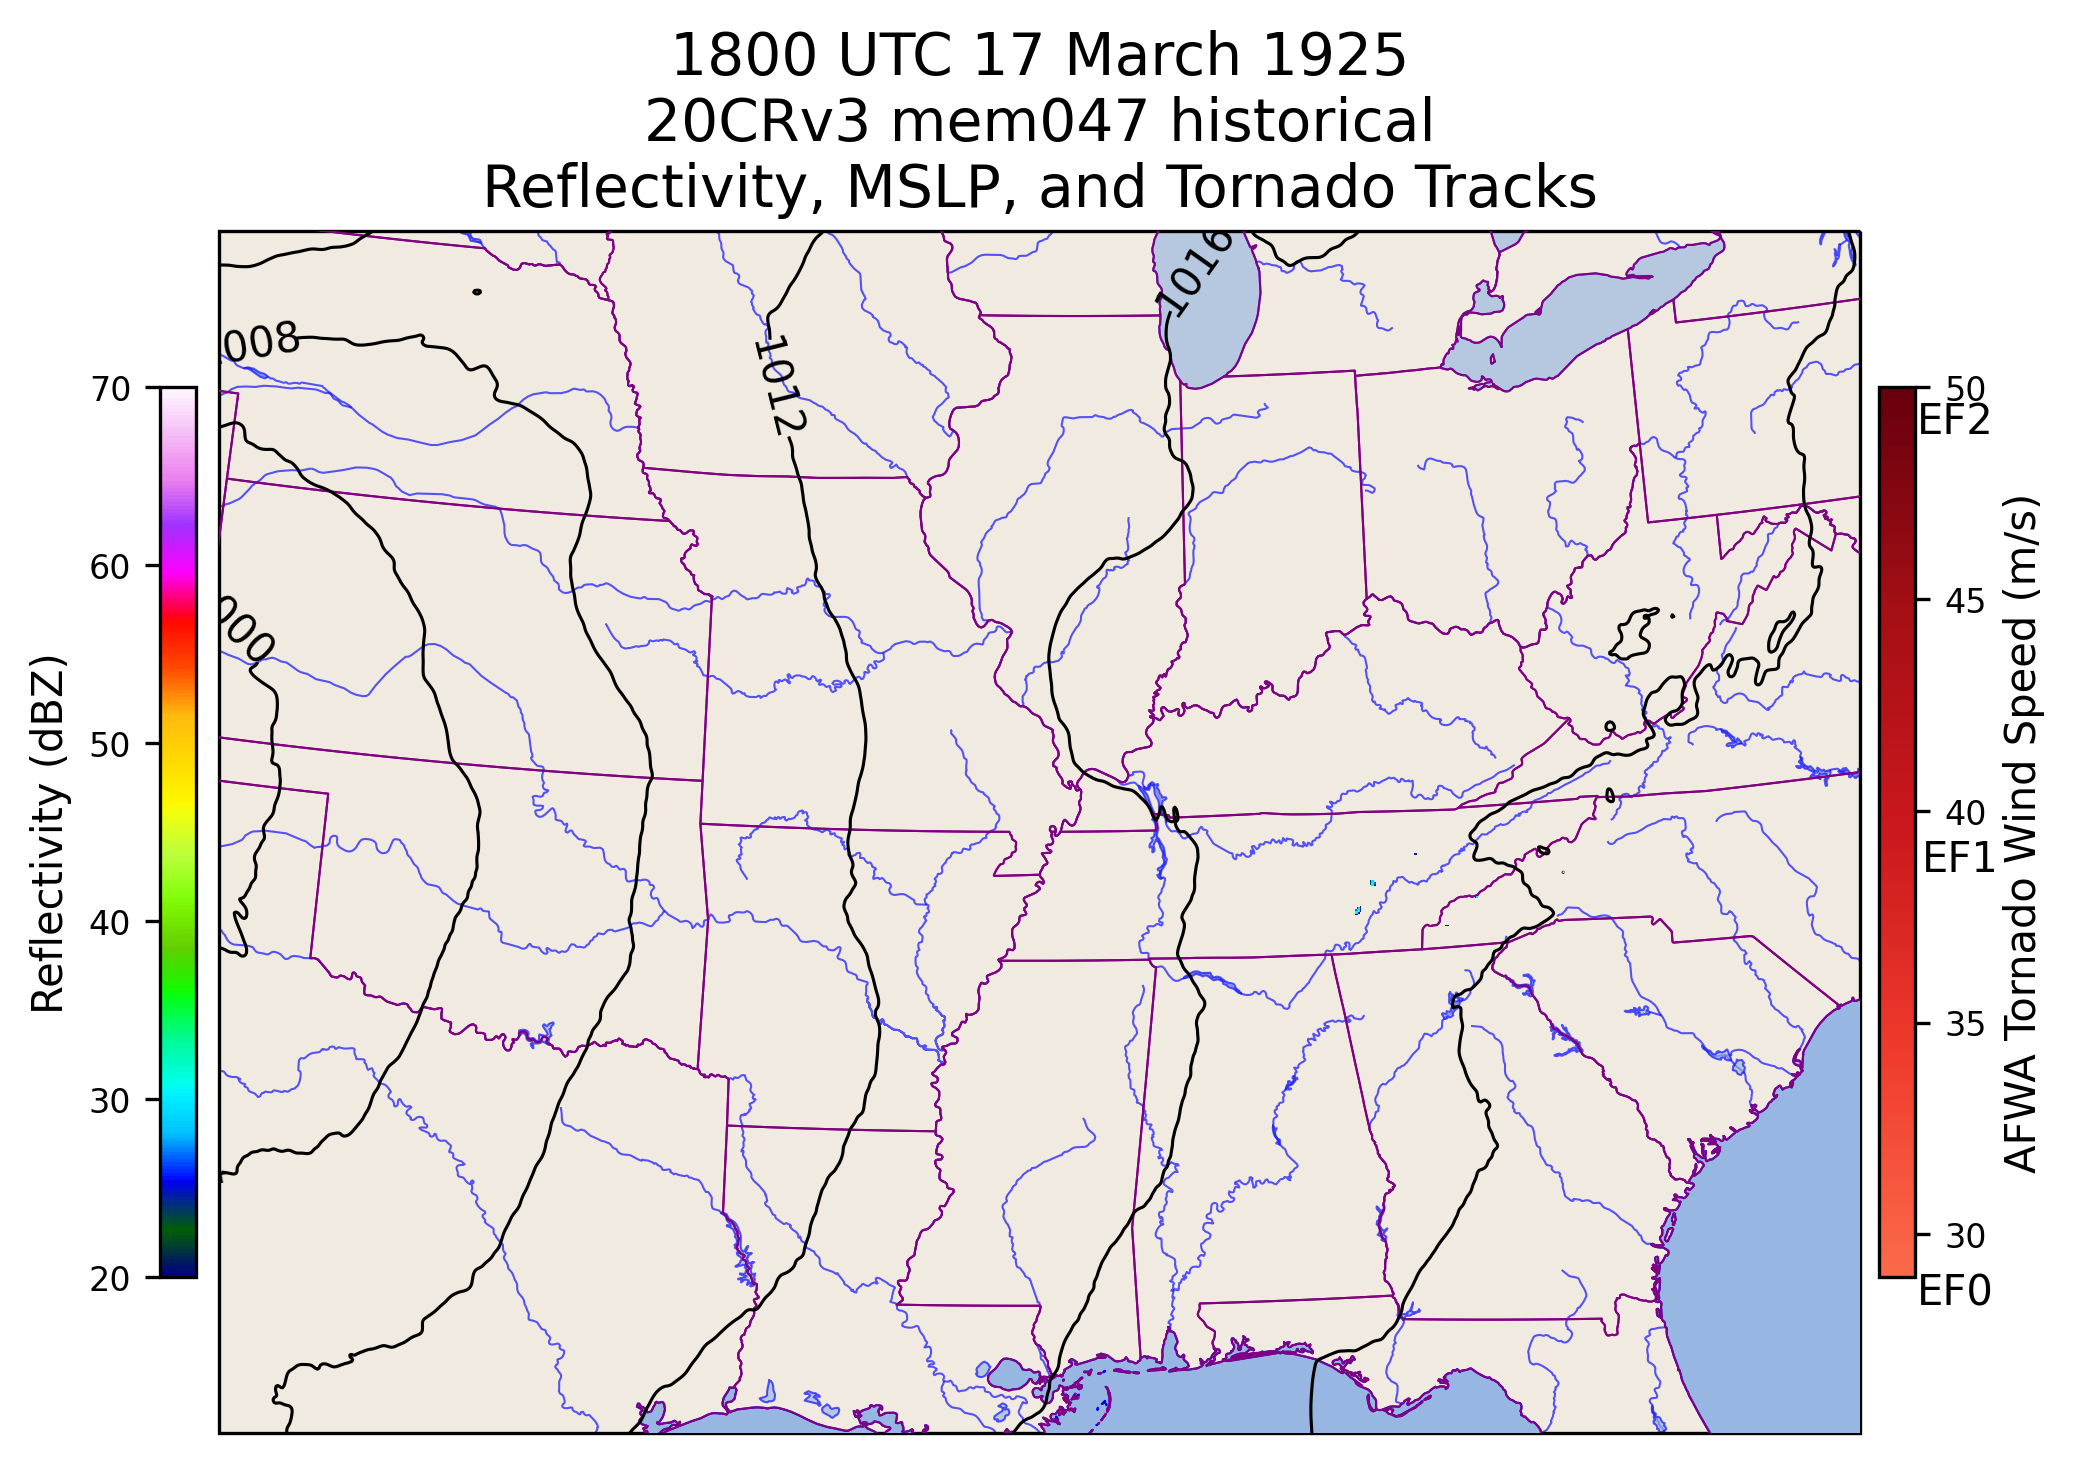 1800 UTC 17 March 1925
20CRv3 mem047 historical
Reflectivity, MSLP, and Tornado Tracks
1016
008
1012
000
70
60
50
40
30
20
Reflectivity (dBZ)
50
EF2
45
40
EF1
35
30
EF0
AFWA Tornado Wind Speed (m/s)